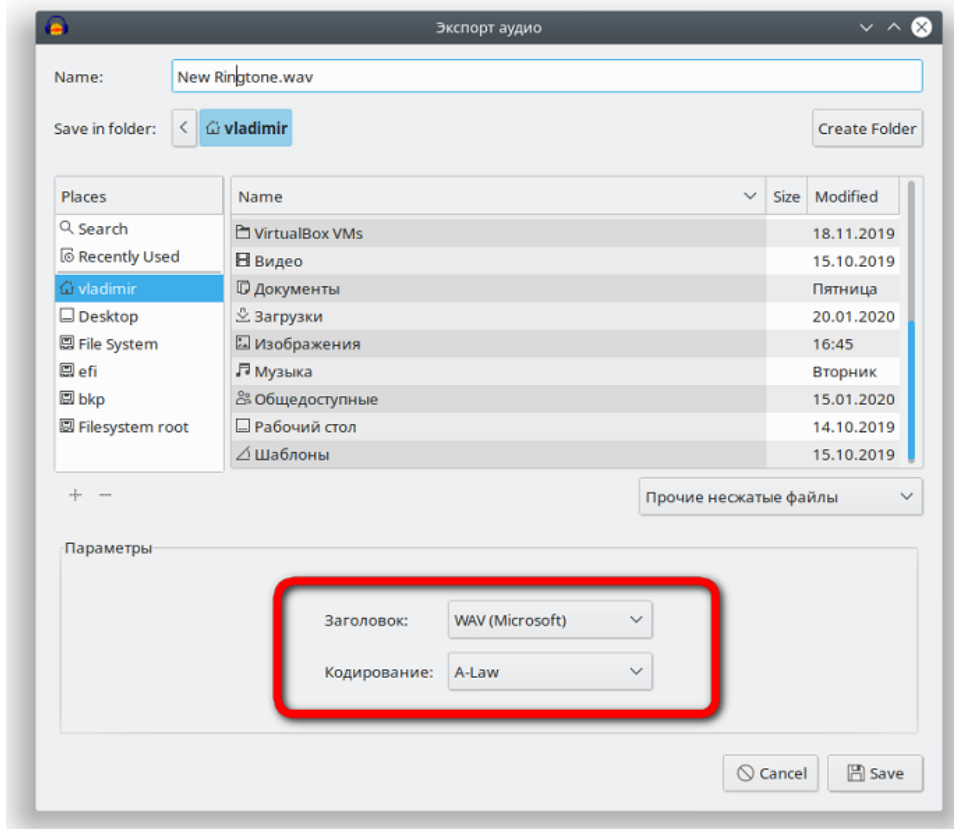 Экспорт аудио
Name: New Ringtone.wav
Save in folder: vladimir Create Folder
Places Name Size Modified
Search VirtualBox VMs 18.11.2019
Recently Used Видео 15.10.2019
vladimir Документы Пятница
Desktop Загрузки 20.01.2020
File System Изображения 16:45
efi Музыка Вторник
bkp Общедоступные 15.01.2020
Filesystem root Рабочий стол 14.10.2019
Шаблоны 15.10.2019
Прочие несжатые файлы
Параметры
Заголовок: WAV (Microsoft)
Кодирование: A-Law
Cancel Save